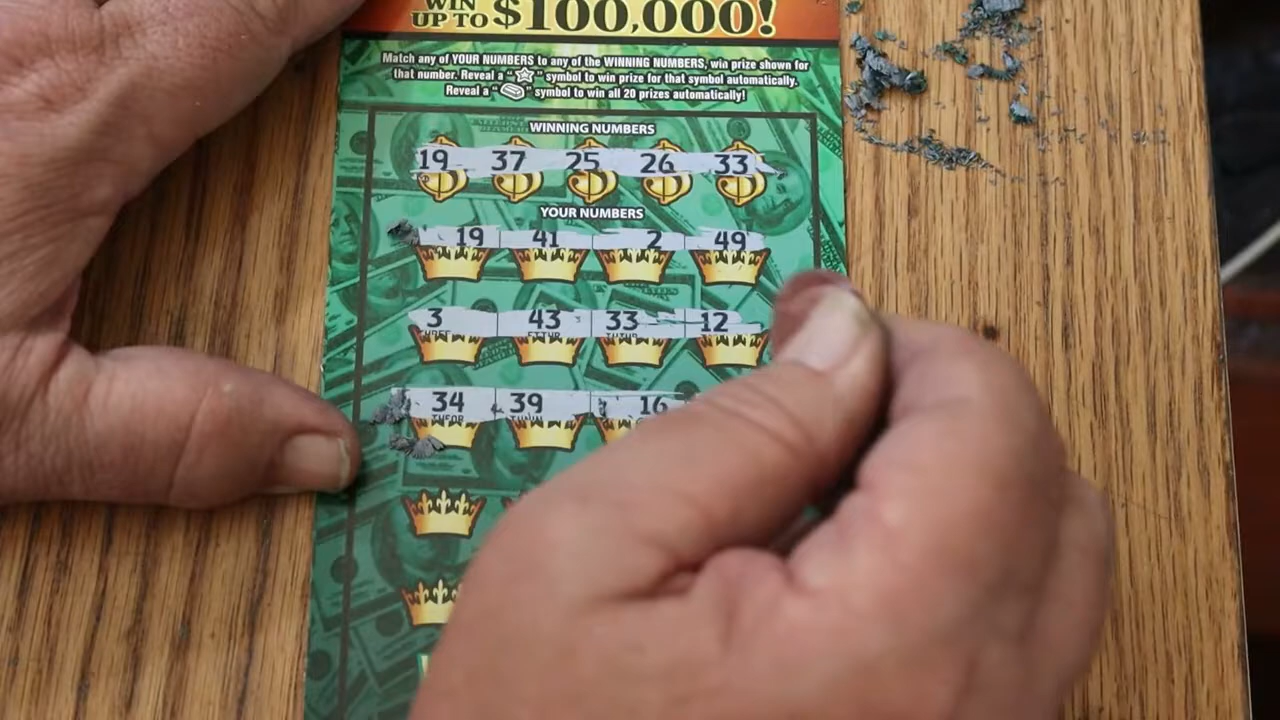 WIN
UP TO $100,000!
Match any of YOUR NUMBERS to any of the WINNING NUMBERS, win prize shown for
that number. Reveal a " " symbol to win prize for that symbol automatically.
Reveal a " " symbol to win all 20 prizes automatically!
WINNING NUMBERS
19 37 25 26 33
YOUR NUMBERS
19 41 2 49
3 43 33 12
34 39 16